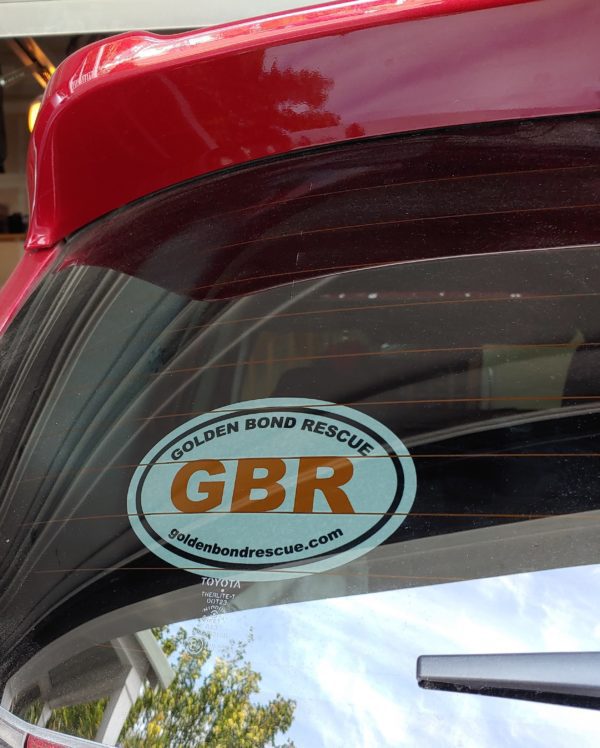 GOLDEN BOND RESCUE
GBR
goldenbondrescue.com
TOYOTA